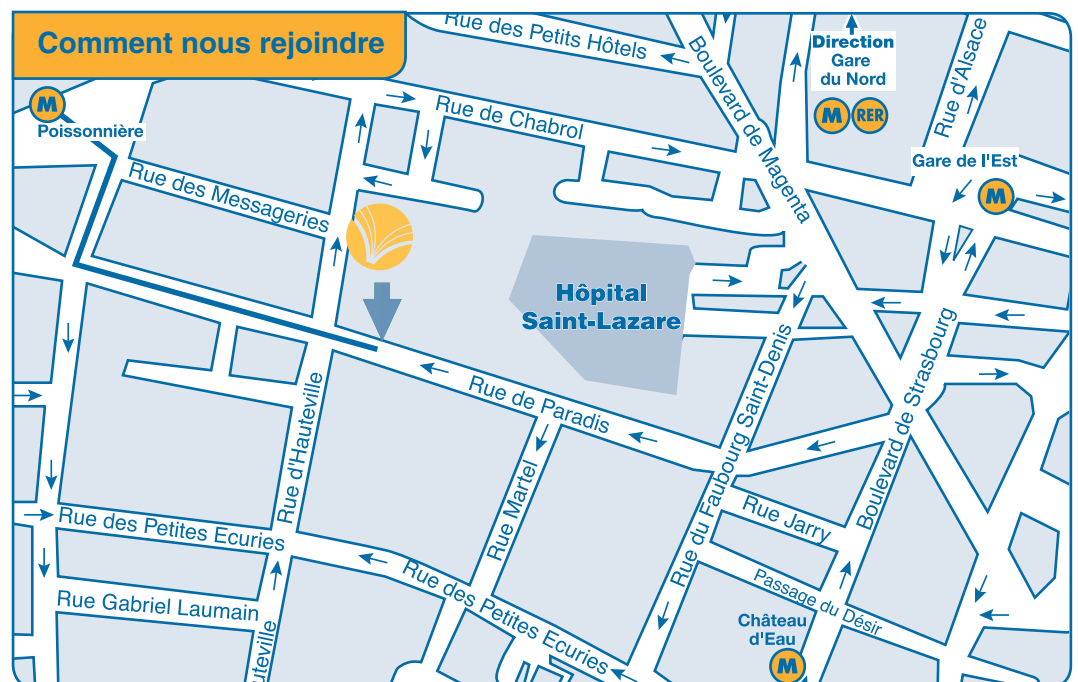 Comment nous rejoindre
Rue des Petits Hôtels
Boulevard de Magenta
Direction
Gare
du Nord
M
RER
Rue d'Alsace
M
Poissonnière
Rue de Chabrol
Gare de l'Est
M
Rue des Messageries
Hôpital
Saint-Lazare
Rue d'Hauteville
Rue de Paradis
Rue du Faubourg Saint-Denis
Boulevard de Strasbourg
Rue Martel
Rue Jarry
Rue des Petites Ecuries
Rue des Petites Ecuries
Passage du Désir
Rue Gabriel Laumain
uteville
Château
d'Eau
M